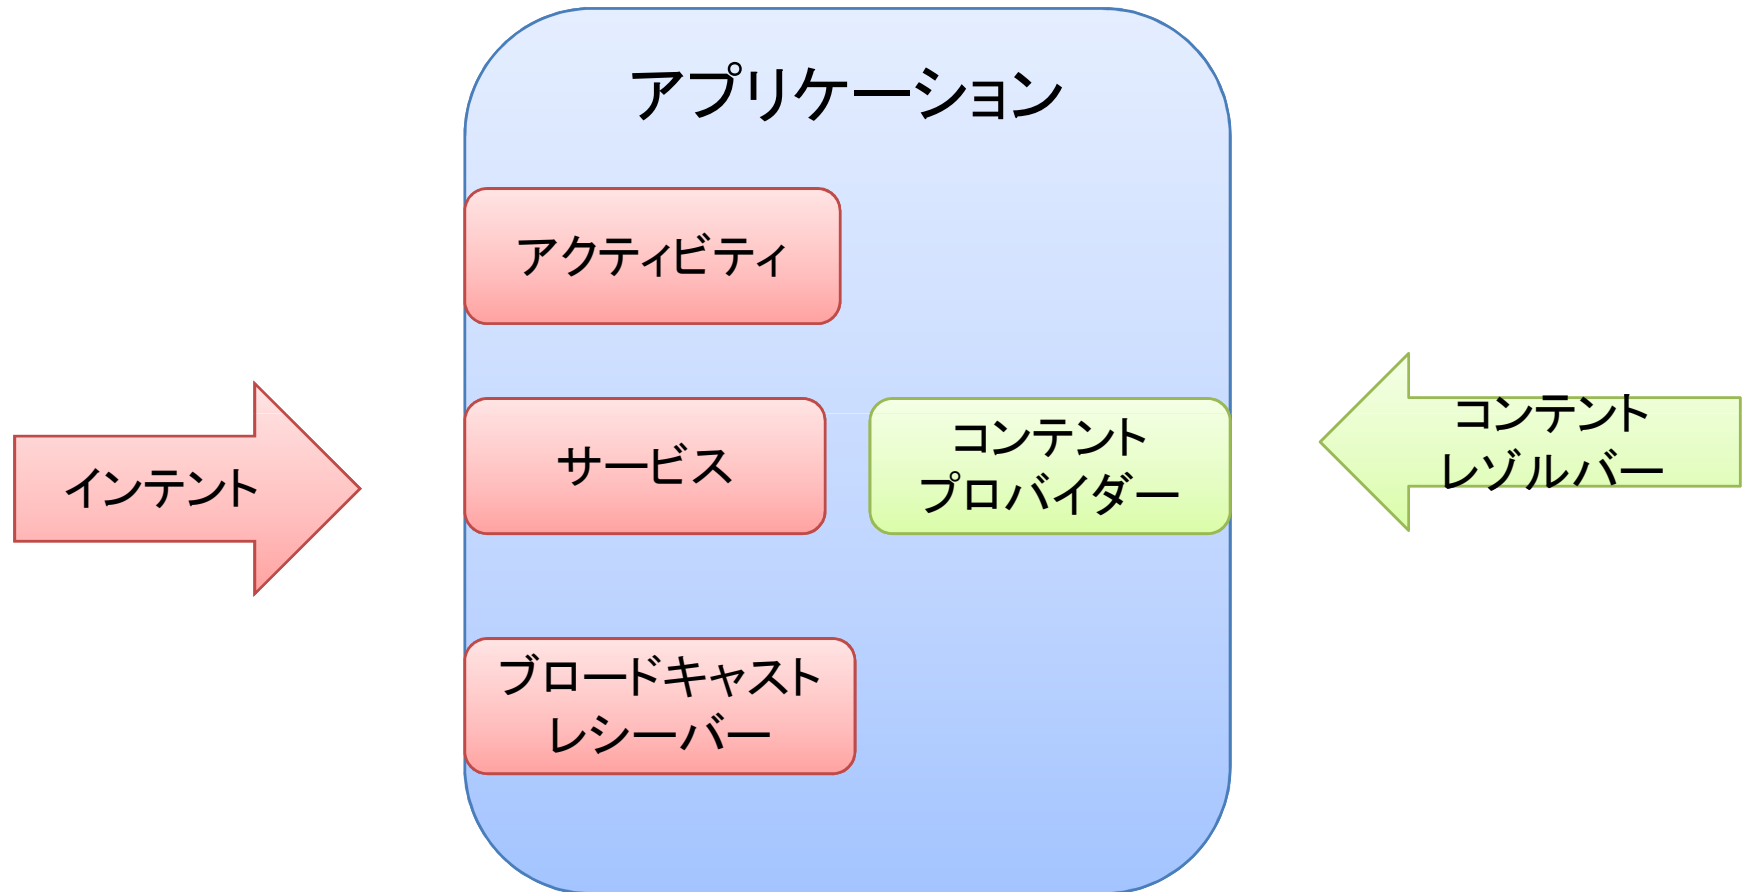 アプリケーション
アクティビティ
インテント
サービス
コンテント
プロバイダー
コンテント
レゾルバー
ブロードキャスト
レシーバー